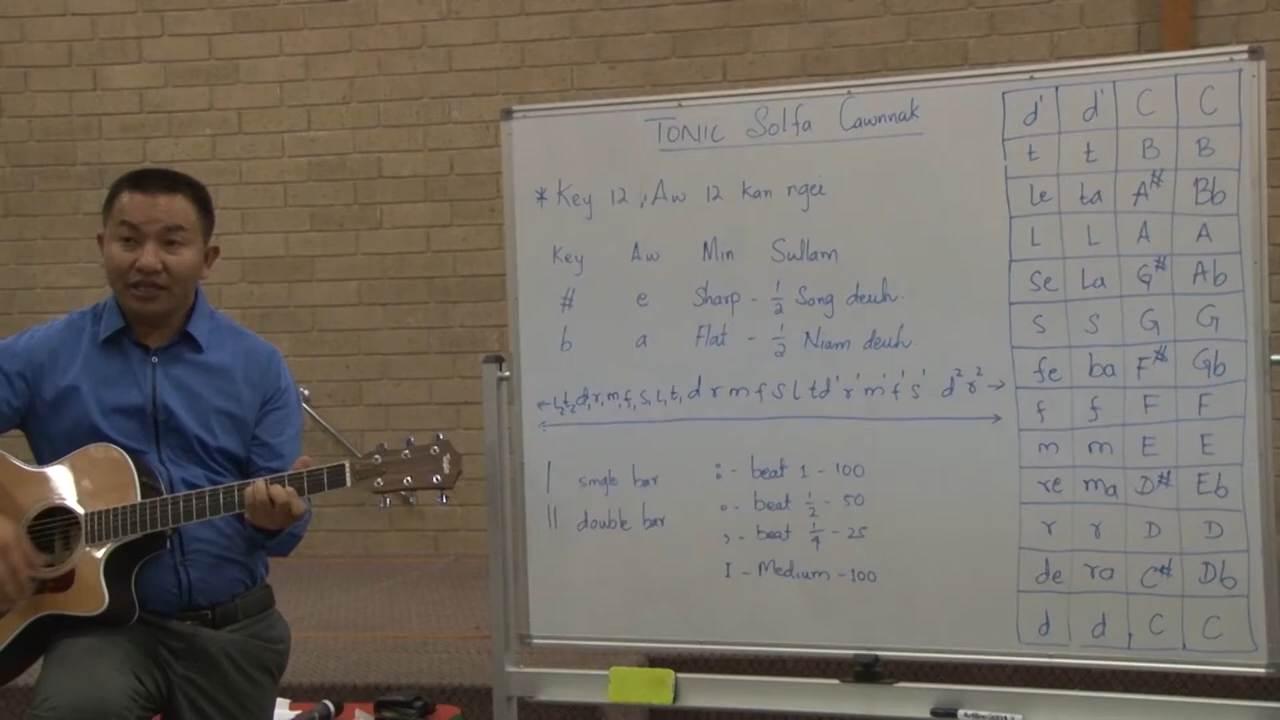 TONIC Solfa Cawnnak
* Key 12, Aw 12 kan ngei
Key Aw Min Sullam
# e Sharp - 1/2 Sang deuh.
b a Flat - 1/2 Niam deuh.
d r m f s l t d' r' m' f' s' . d² r²
| single bar
|| double bar
: - beat 1 - 100
. - beat 1/2 - 50
, - beat 1/4 - 25
I - Medium - 100
d' d' C C
t t B B
le ta A# Bb
L L A A
se La G# Ab
s s G G
fe ba F# Gb
f f F F
m m E E
re ma D# Eb
r r D D
de ra C# Db
d d C C